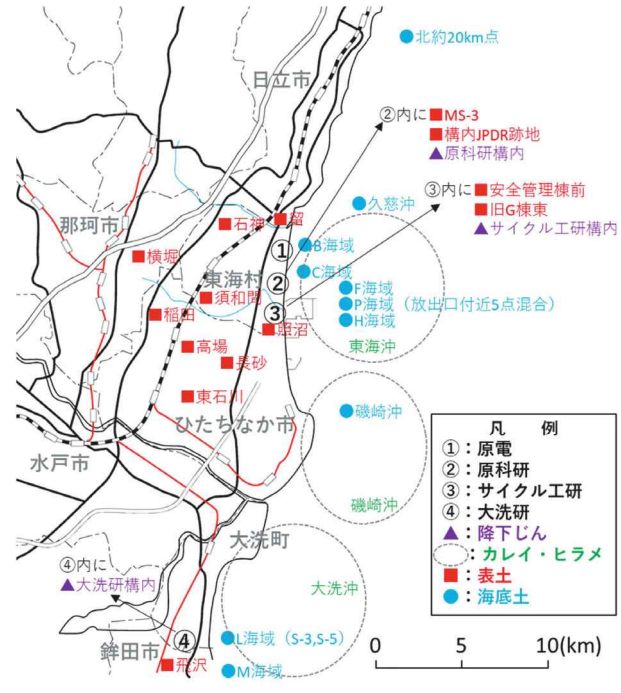 北約20km点
日立市
②内に
MS-3
構内JPDR跡地
原科研構内
③内に
安全管理棟前
旧G棟東
サイクル工研構内
久慈沖
那珂市
石神
留
①
B海域
横堀
東海村
②
C海域
F海域
須和間
P海域（放出口付近5点混合）
稲田
③
H海域
照沼
東海沖
高場
長砂
東石川
ひたちなか市
磯崎沖
水戸市
磯崎沖
凡　例
①：原電
②：原科研
③：サイクル工研
④：大洗研
：降下じん
：カレイ・ヒラメ
：表土
：海底土
大洗町
④内に
大洗研構内
大洗沖
④
L海域（S-3,S-5）
鉾田市
飛沢
M海域
0 5 10(km)